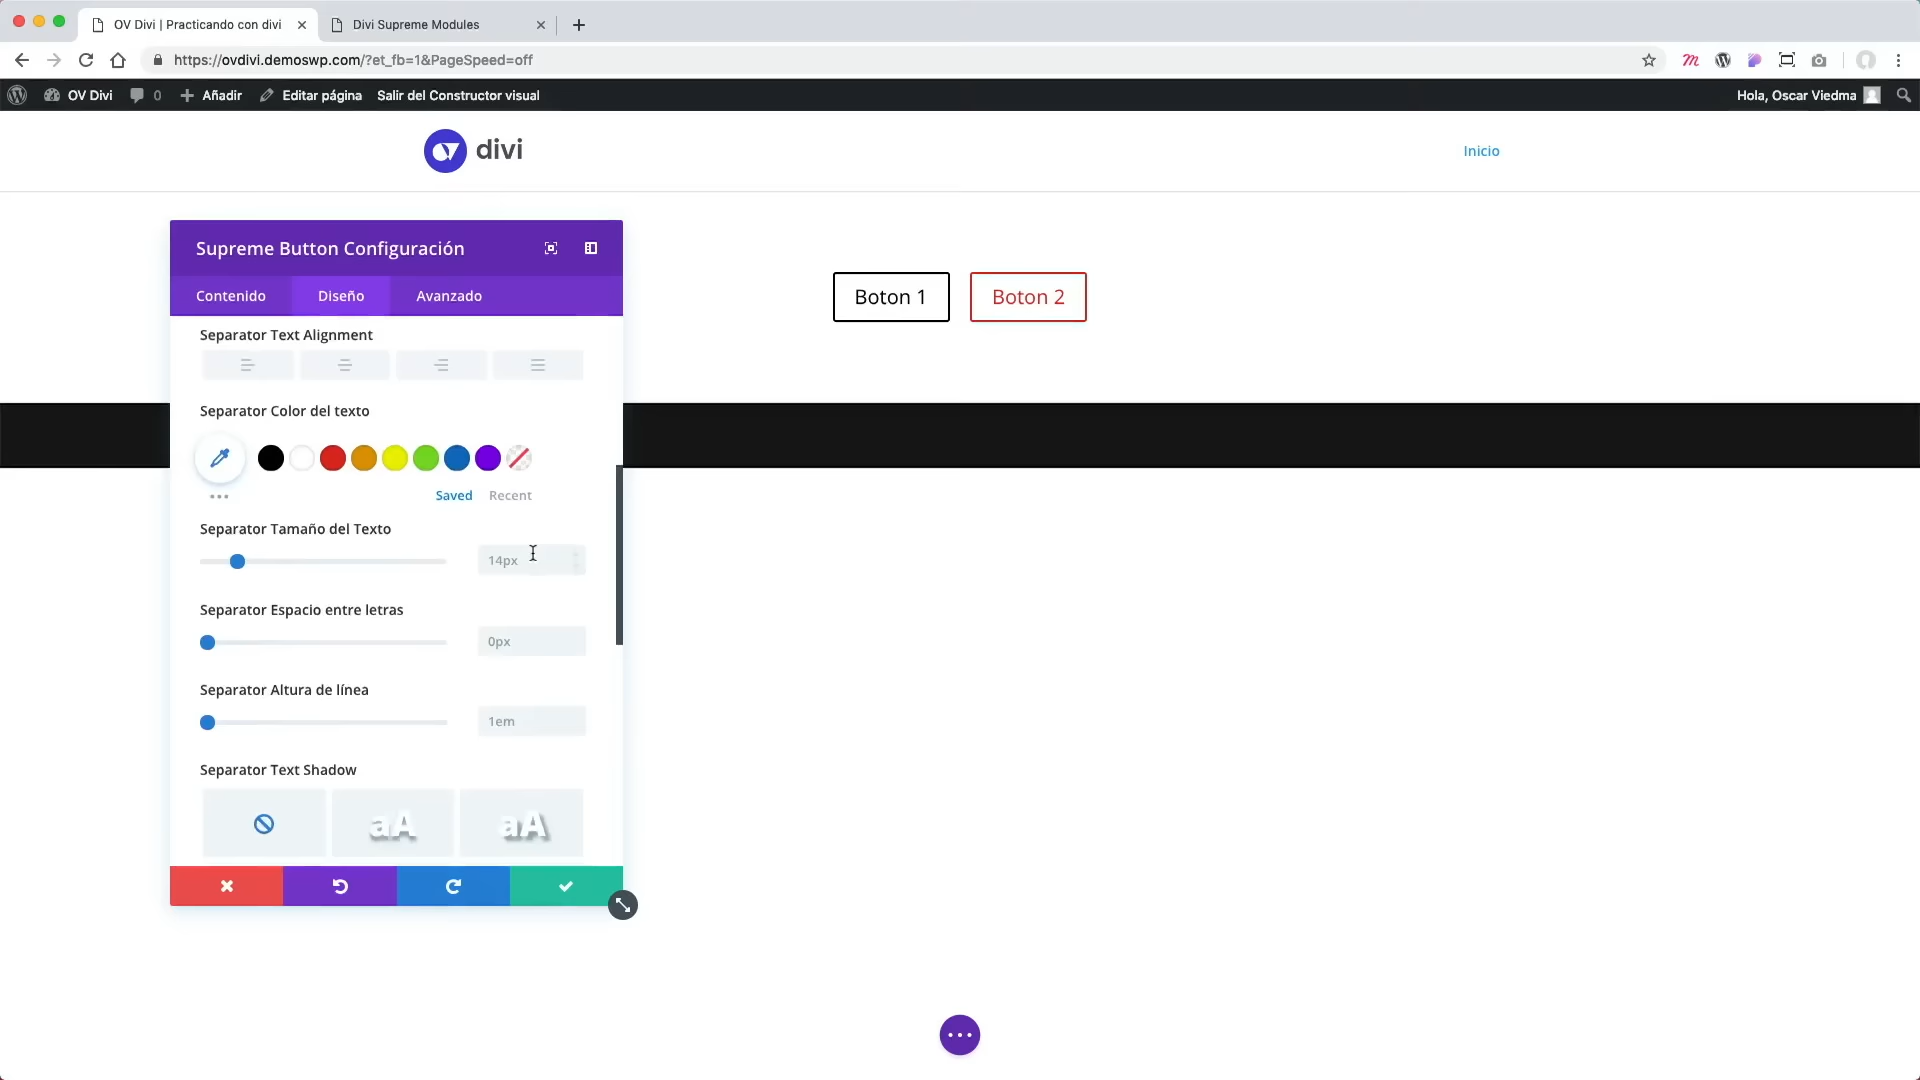 OV Divi | Practicando con divi
Divi Supreme Modules
https://ovdivi.demoswp.com/?et_fb=1&PageSpeed=off
OV Divi 0 Añadir Editar página Salir del Constructor visual Hola, Oscar Viedma
divi
Inicio
Supreme Button Configuración
Contenido Diseño Avanzado
Boton 1 Boton 2
Separator Text Alignment
Separator Color del texto
Saved Recent
Separator Tamaño del Texto
14px
Separator Espacio entre letras
0px
Separator Altura de línea
1em
Separator Text Shadow
aA aA